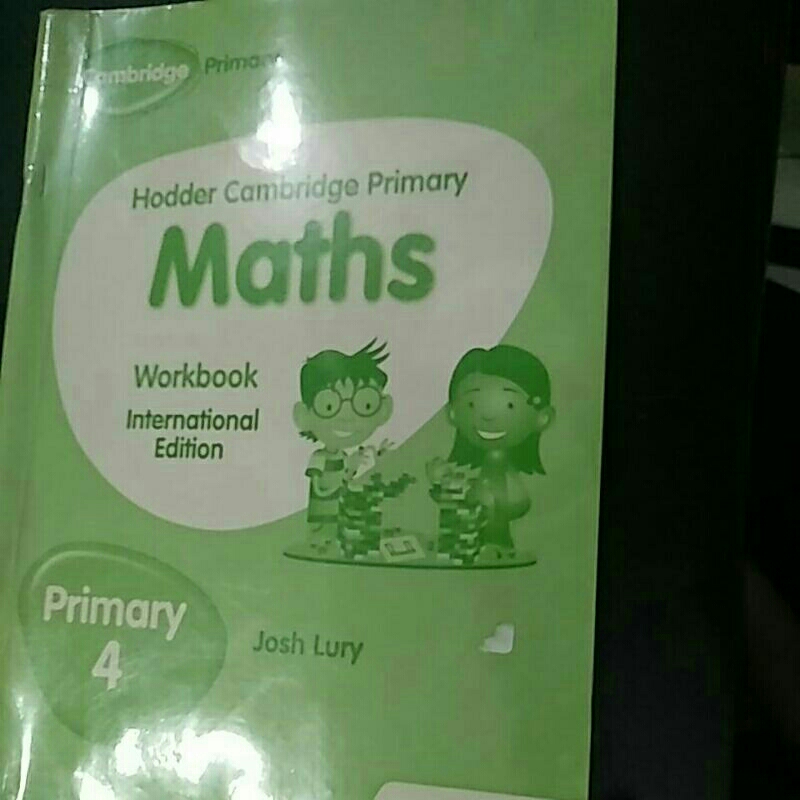 Cambridge Primary
Hodder Cambridge Primary
Maths
Workbook
International
Edition
Primary
4
Josh Lury